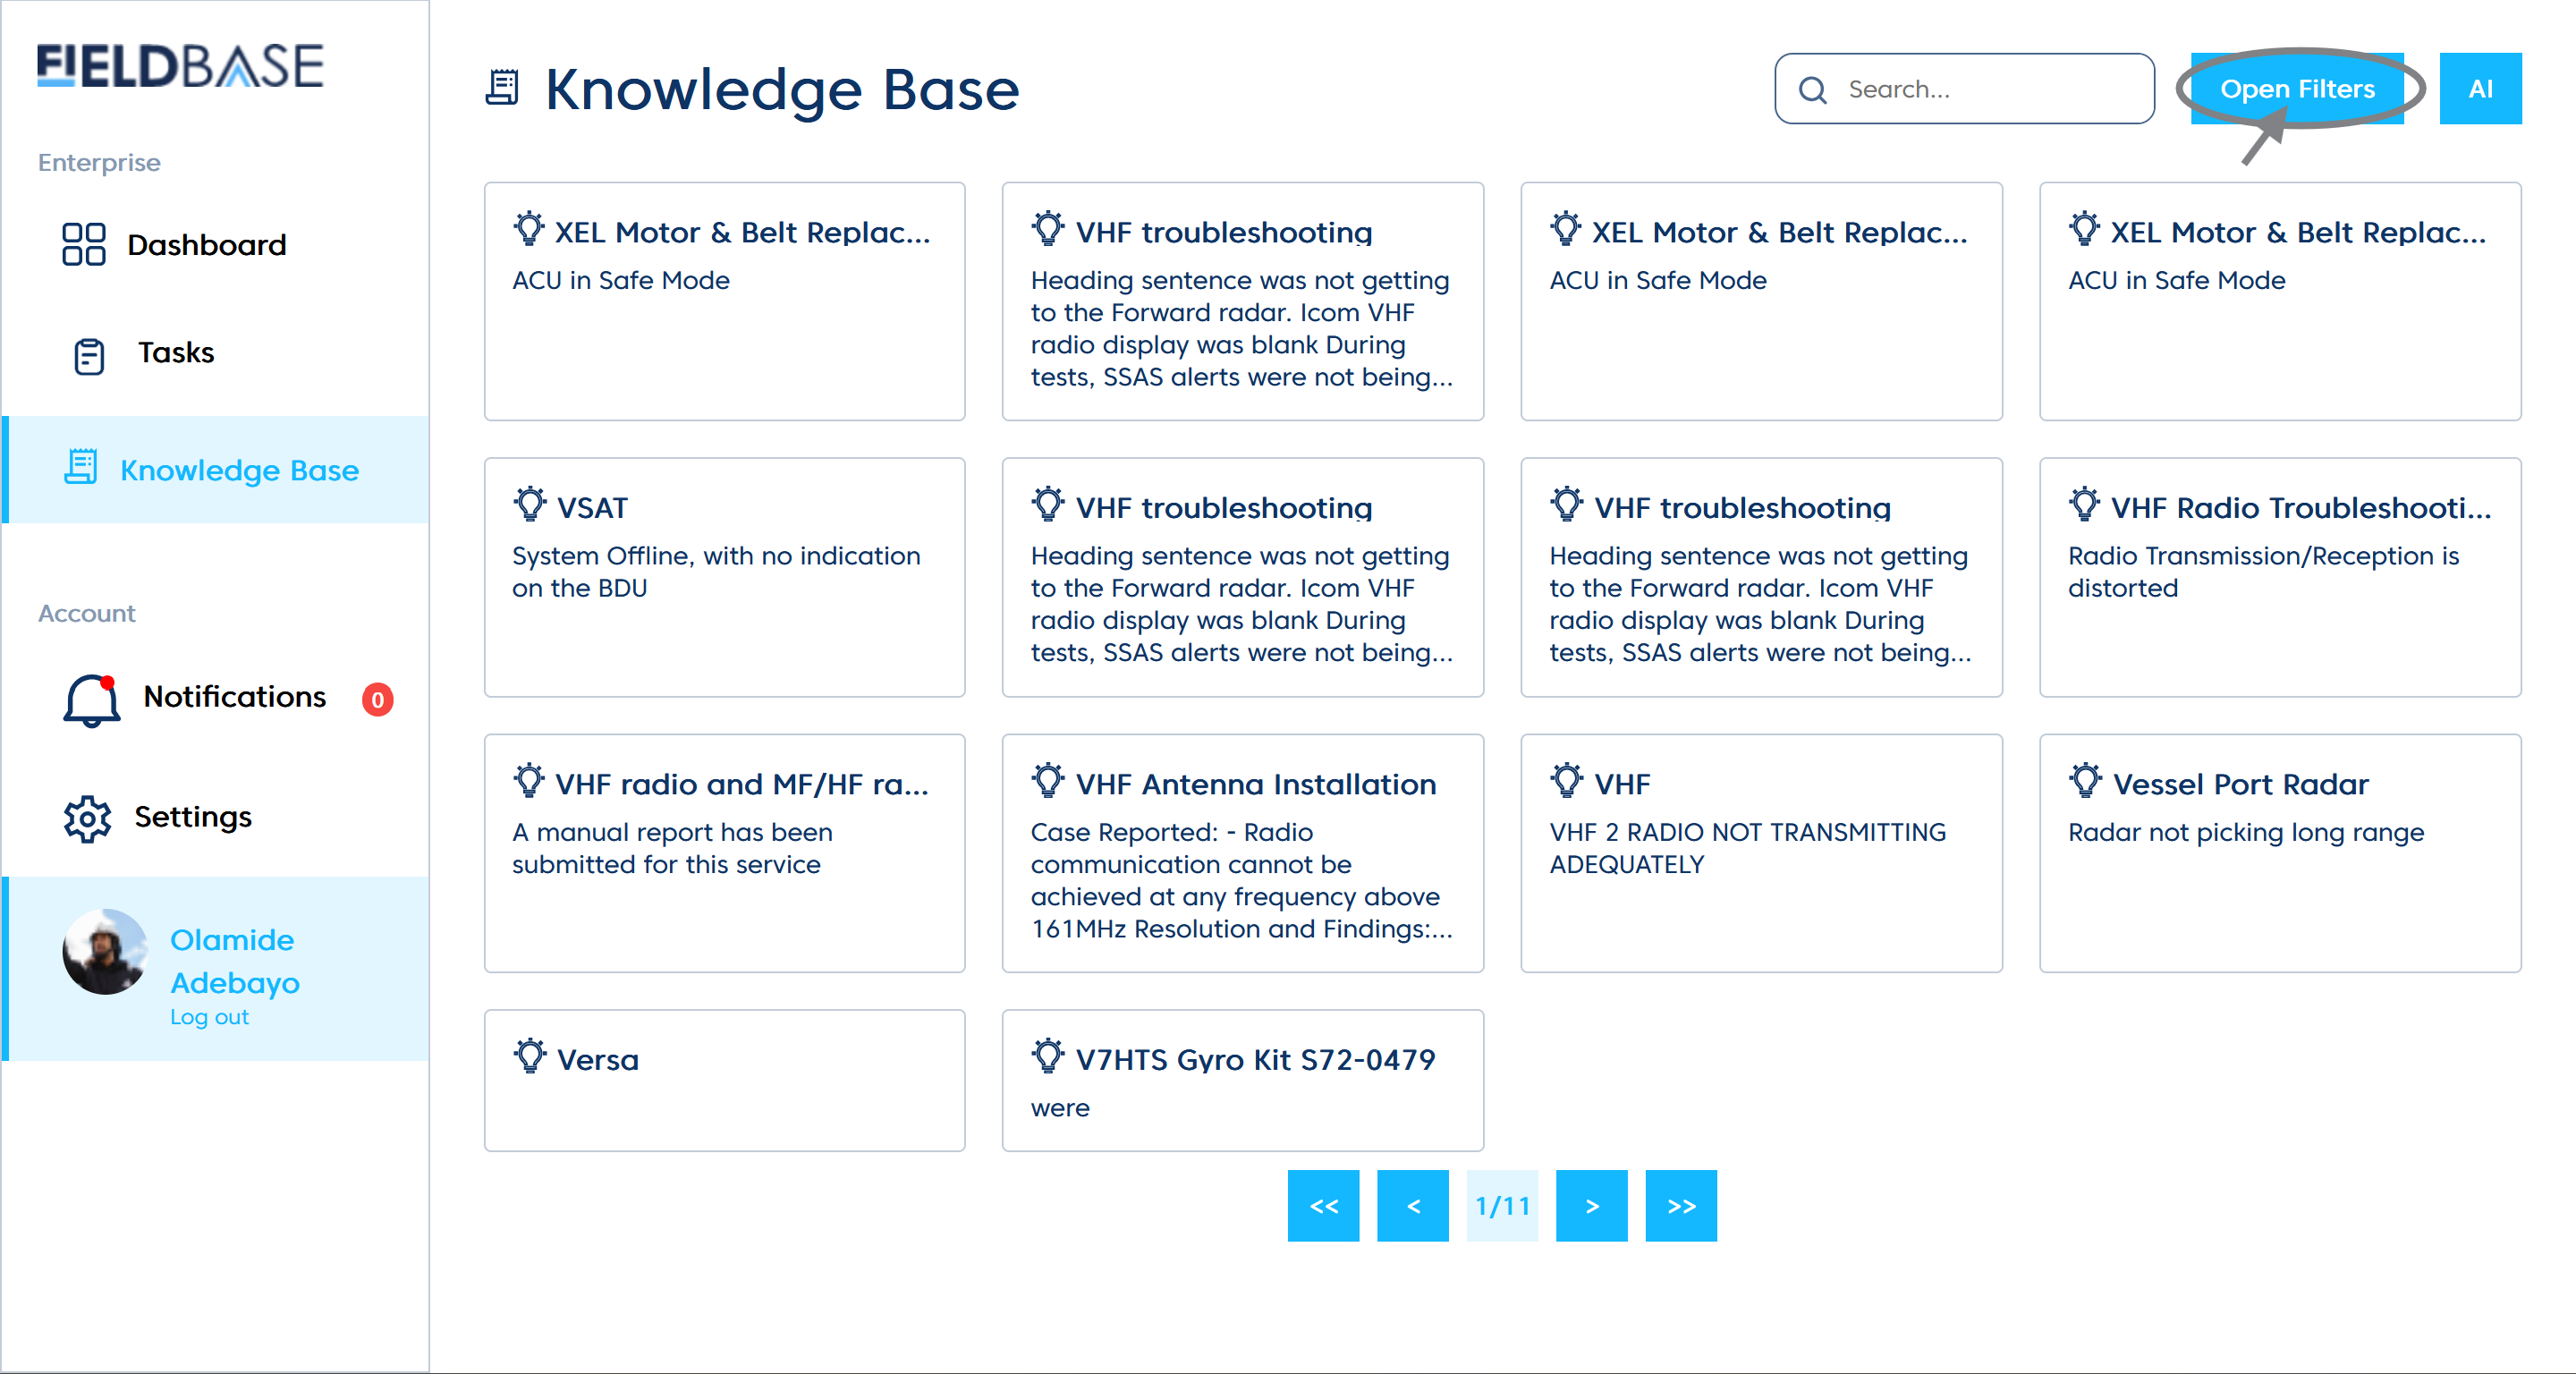 FIELDBASE
Enterprise
Dashboard
Tasks
Knowledge Base
Account
Notifications 0
Settings
Olamide
Adebayo
Log out
Knowledge Base
Search...
Open Filters
AI
XEL Motor & Belt Replac...
ACU in Safe Mode
VHF troubleshooting
Heading sentence was not getting
to the Forward radar. Icom VHF
radio display was blank During
tests, SSAS alerts were not being...
XEL Motor & Belt Replac...
ACU in Safe Mode
XEL Motor & Belt Replac...
ACU in Safe Mode
VSAT
System Offline, with no indication
on the BDU
VHF troubleshooting
Heading sentence was not getting
to the Forward radar. Icom VHF
radio display was blank During
tests, SSAS alerts were not being...
VHF troubleshooting
Heading sentence was not getting
to the Forward radar. Icom VHF
radio display was blank During
tests, SSAS alerts were not being...
VHF Radio Troubleshooti...
Radio Transmission/Reception is
distorted
VHF radio and MF/HF ra...
A manual report has been
submitted for this service
VHF Antenna Installation
Case Reported: - Radio
communication cannot be
achieved at any frequency above
161MHz Resolution and Findings:...
VHF
VHF 2 RADIO NOT TRANSMITTING
ADEQUATELY
Vessel Port Radar
Radar not picking long range
Versa
V7HTS Gyro Kit S72-0479
were
<< < 1/11 > >>